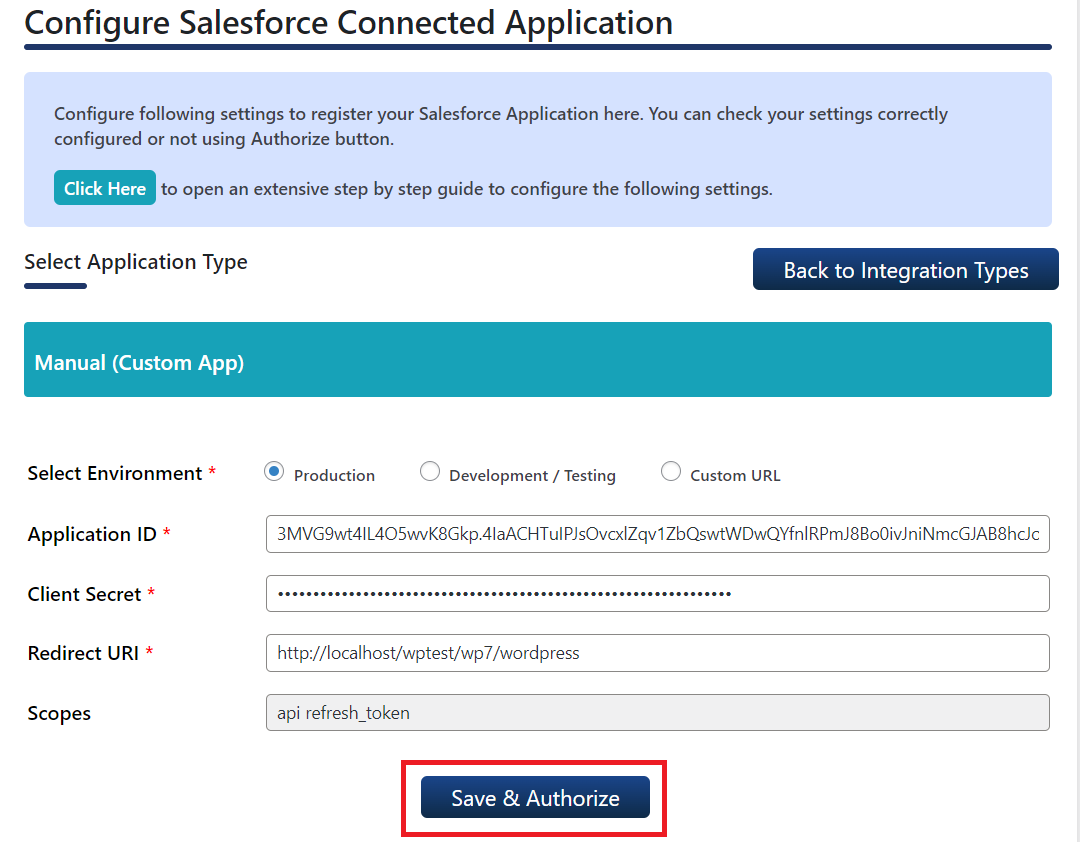 Configure Salesforce Connected Application
Configure following settings to register your Salesforce Application here. You can check your settings correctly
configured or not using Authorize button.
Click Here to open an extensive step by step guide to configure the following settings.
Select Application Type
Back to Integration Types
Manual (Custom App)
Select Environment * Production Development / Testing Custom URL
Application ID *
Client Secret *
Redirect URI * http://localhost/wptest/wp7/wordpress
Scopes api refresh_token
Save & Authorize